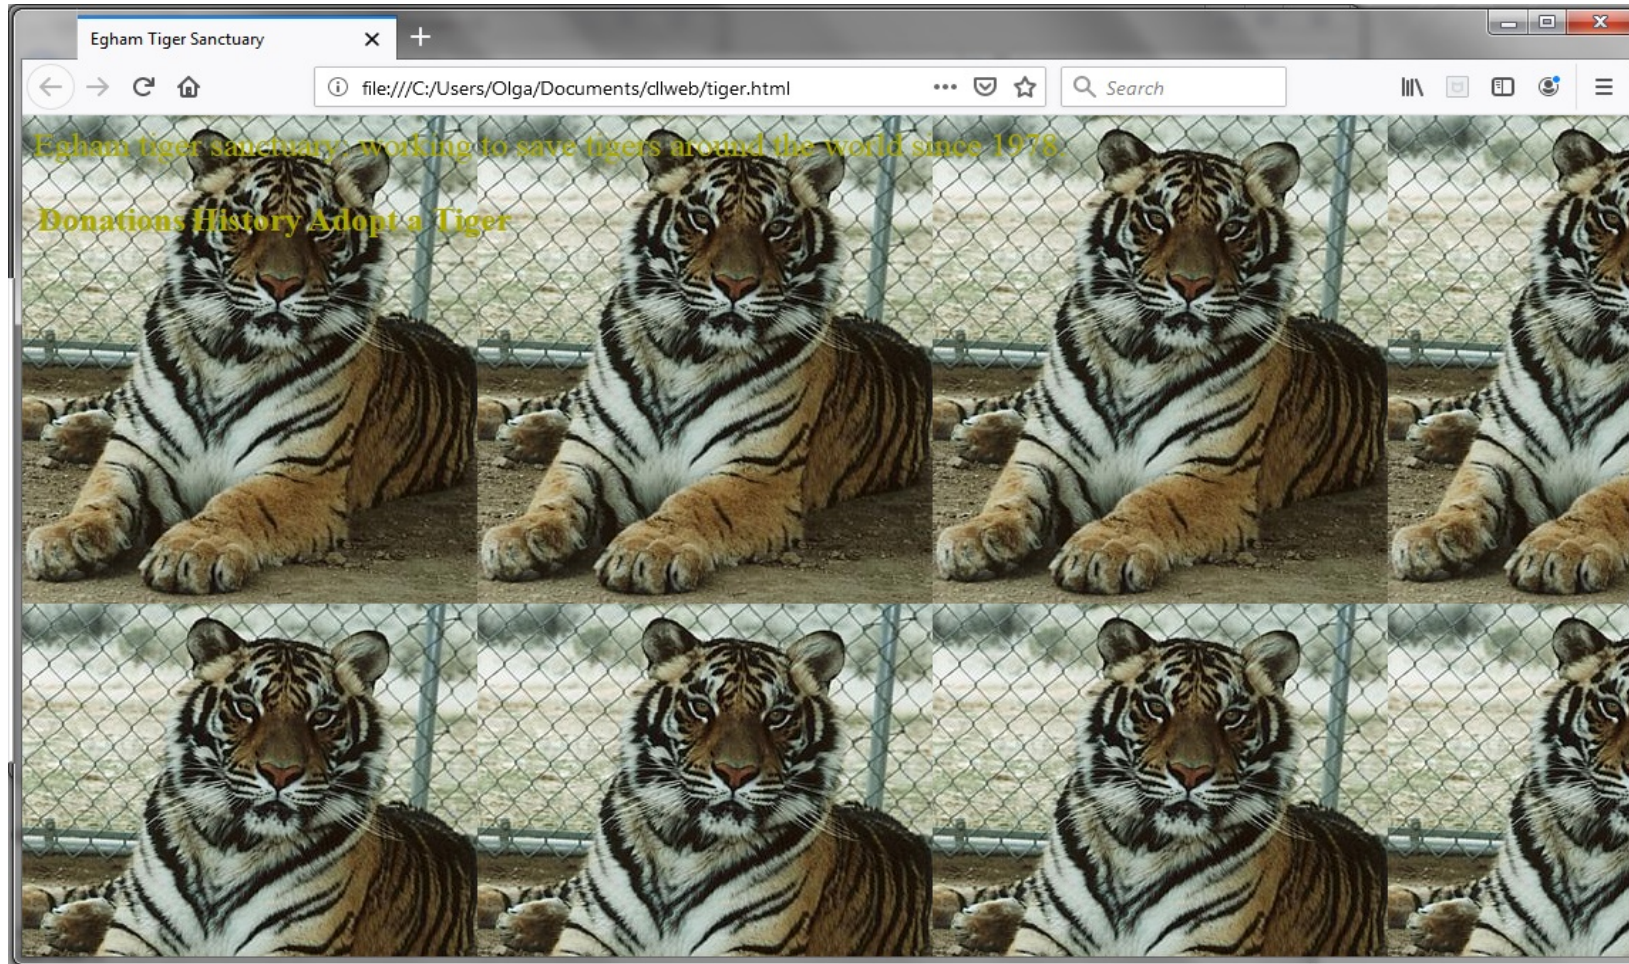 Egham Tiger Sanctuary
file:///C:/Users/Olga/Documents/cllweb/tiger.html
Search
Egham tiger sanctuary, working to save tigers around the world since 1978.
Donations History Adopt a Tiger